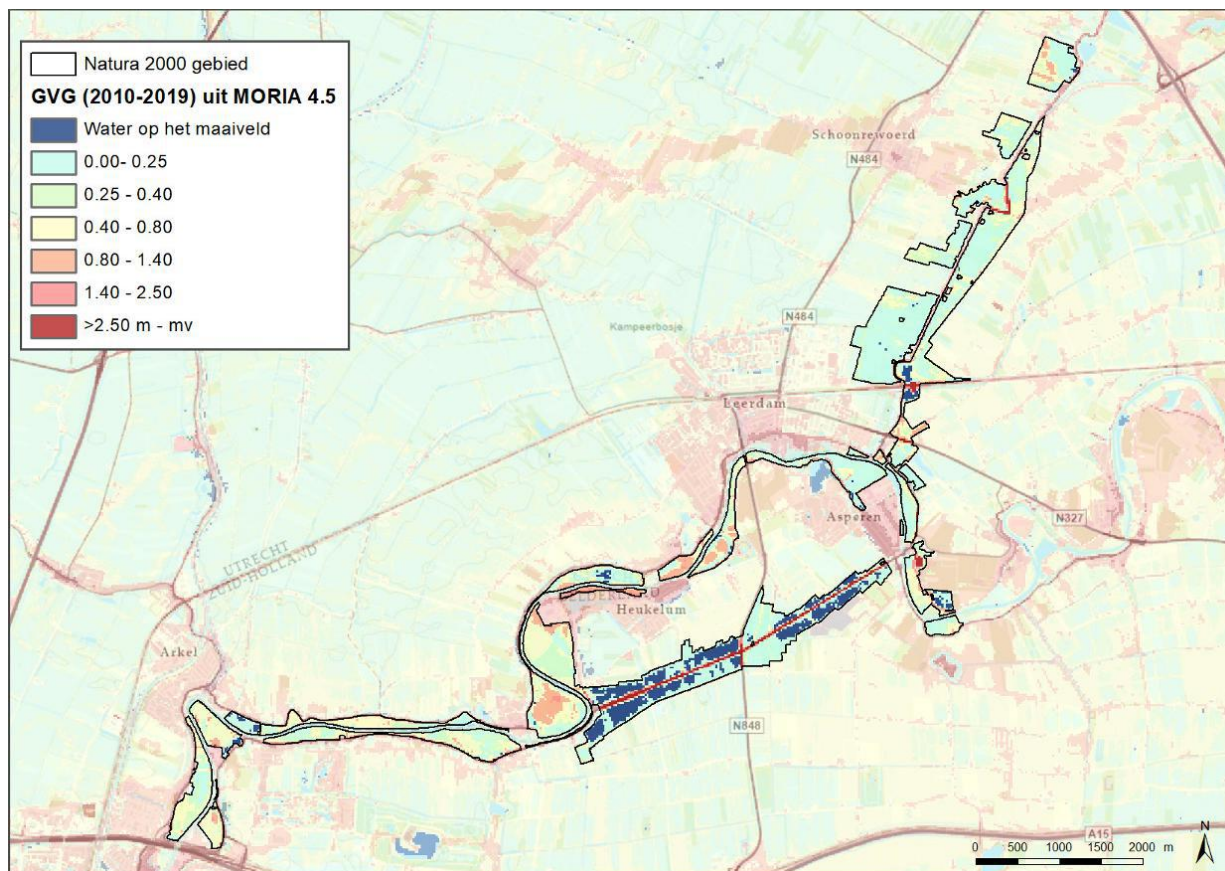 Natura 2000 gebied
GVG (2010-2019) uit MORIA 4.5
Water op het maaiveld
0.00- 0.25
0.25 - 0.40
0.40 - 0.80
0.80 - 1.40
1.40 - 2.50
>2.50 m - mv
Schoonrewoerd
N484
N484
Kampeerbosje
Leerdam
Asperen
N327
UTRECHT
ZUID-HOLLAND
Heukelum
Arkel
N848
A15
N
0 500 1000 1500 2000 m